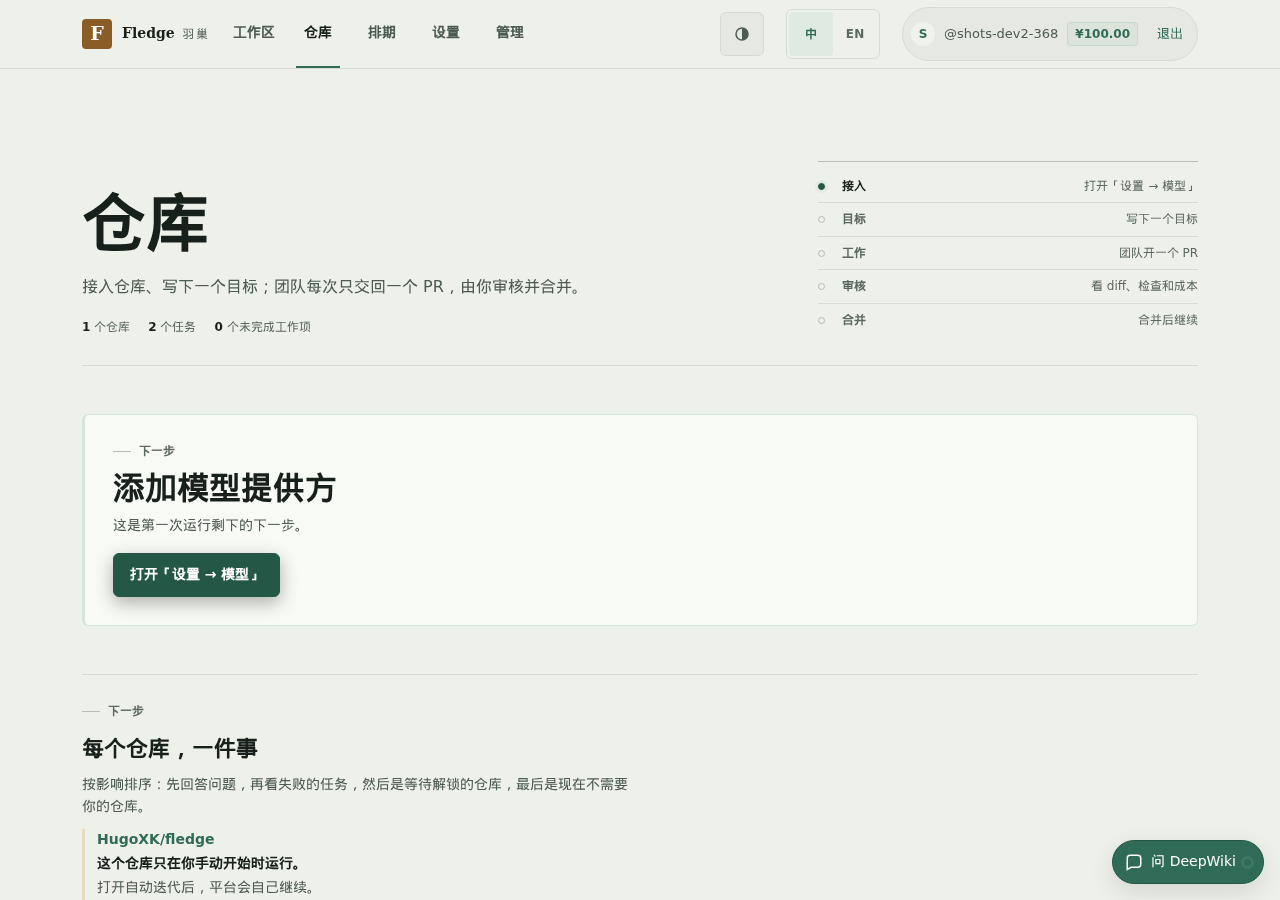 F Fledge 羽巢 工作区 仓库 排期 设置 管理 中 EN S @shots-dev2-368 ¥100.00 退出
仓库
接入仓库、写下一个目标；团队每次只交回一个 PR，由你审核并合并。
1 个仓库 2 个任务 0 个未完成工作项
接入 打开「设置 → 模型」
目标 写下一个目标
工作 团队开一个 PR
审核 看 diff、检查和成本
合并 合并后继续
下一步
添加模型提供方
这是第一次运行剩下的下一步。
打开「设置 → 模型」
下一步
每个仓库，一件事
按影响排序：先回答问题，再看失败的任务，然后是等待解锁的仓库，最后是现在不需要
你的仓库。
HugoXK/fledge
这个仓库只在你手动开始时运行。
打开自动迭代后，平台会自己继续。
问 DeepWiki